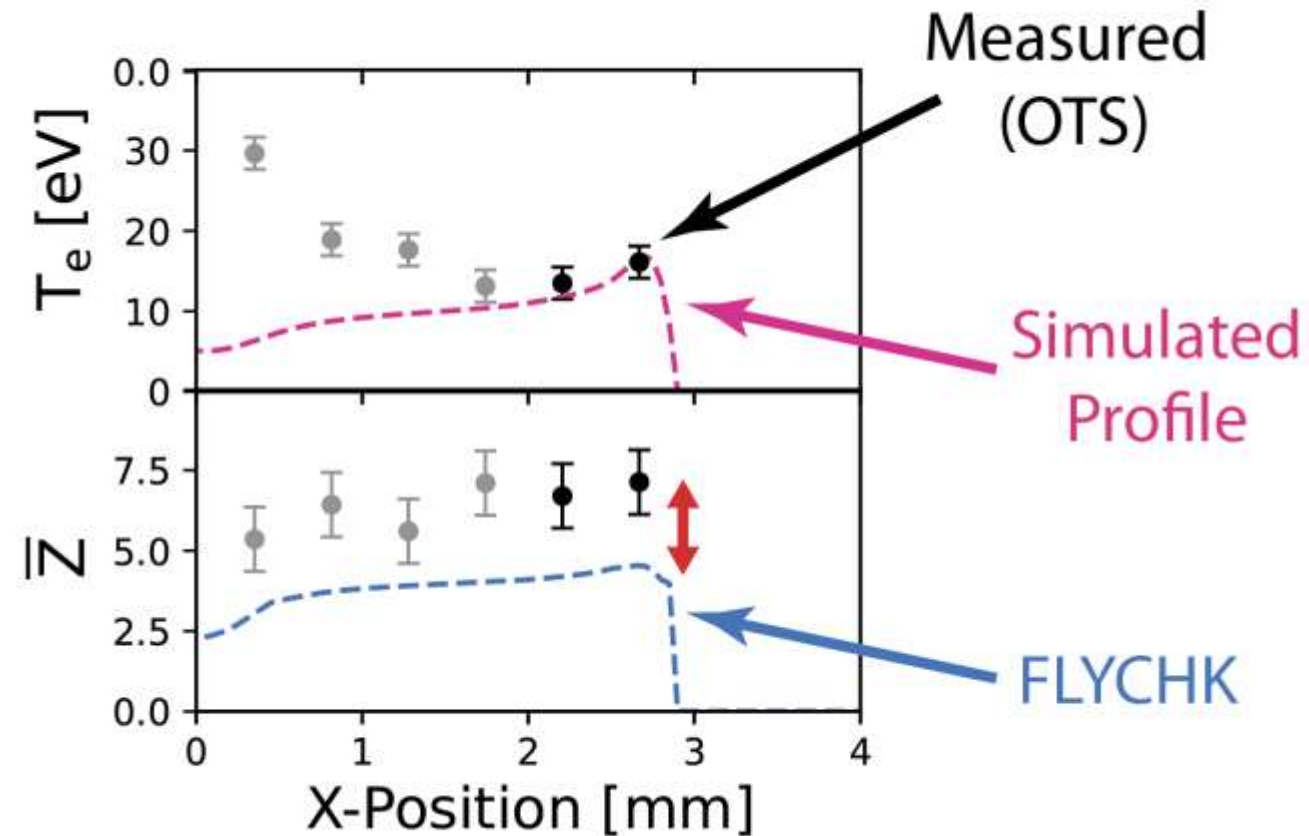 Measured
(OTS)
0.0
30
20
10
0
Te [eV]
Simulated
Profile
7.5
5.0
2.5
0.0
Z̅
FLYCHK
0
1
2
3
4
X-Position [mm]